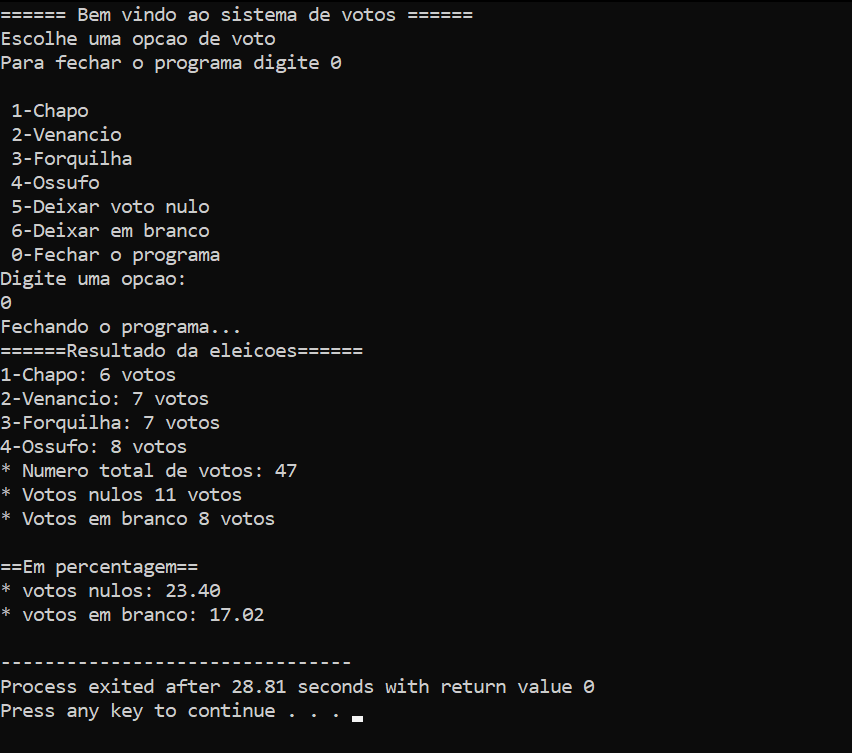 ====== Bem vindo ao sistema de votos ======
Escolhe uma opcao de voto
Para fechar o programa digite 0
1-Chapo
2-Venancio
3-Forquilha
4-Ossufo
5-Deixar voto nulo
6-Deixar em branco
0-Fechar o programa
Digite uma opcao:
0
Fechando o programa...
======Resultado da eleicoes======
1-Chapo: 6 votos
2-Venancio: 7 votos
3-Forquilha: 7 votos
4-Ossufo: 8 votos
* Numero total de votos: 47
* Votos nulos 11 votos
* Votos em branco 8 votos
==Em percentagem==
* votos nulos: 23.40
* votos em branco: 17.02
--------------------------------
Process exited after 28.81 seconds with return value 0
Press any key to continue . . .